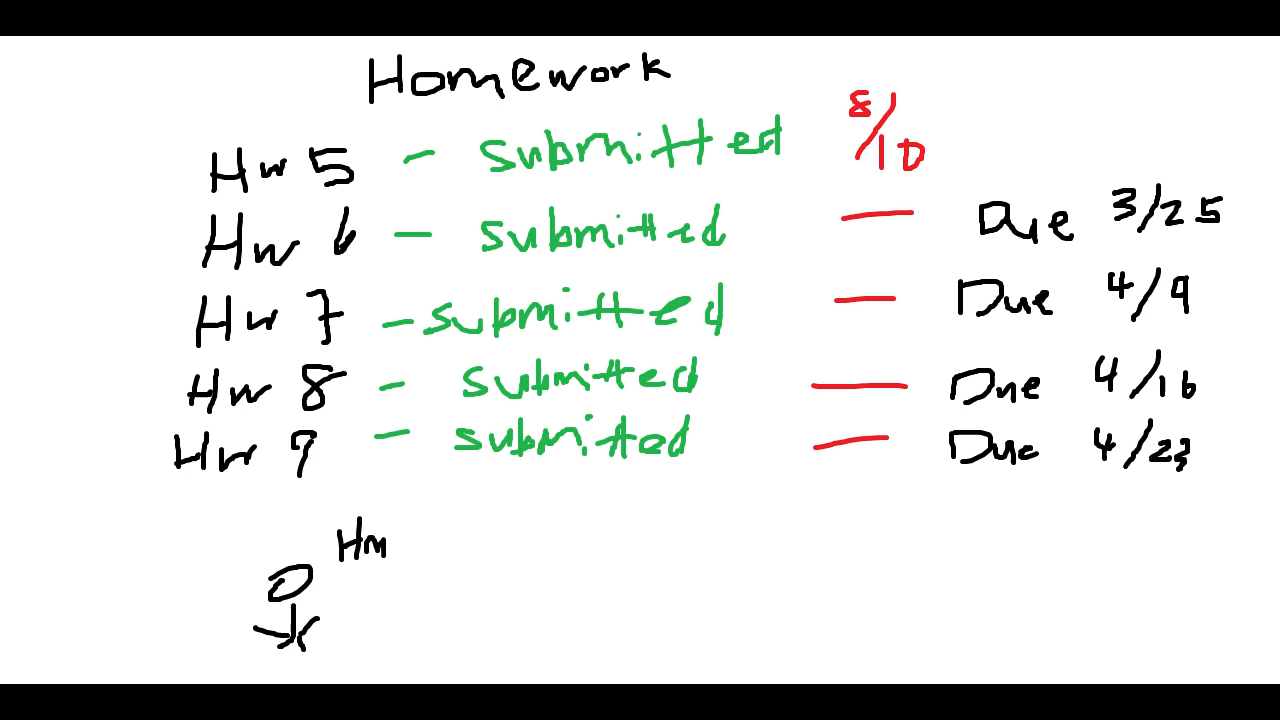 Homework
Hw 5 - submitted 8/10
Hw 6 - submitted — Due 3/25
Hw 7 - submitted — Due 4/9
Hw 8 - submitted — Due 4/16
Hw 9 - submitted — Due 4/23
Hm